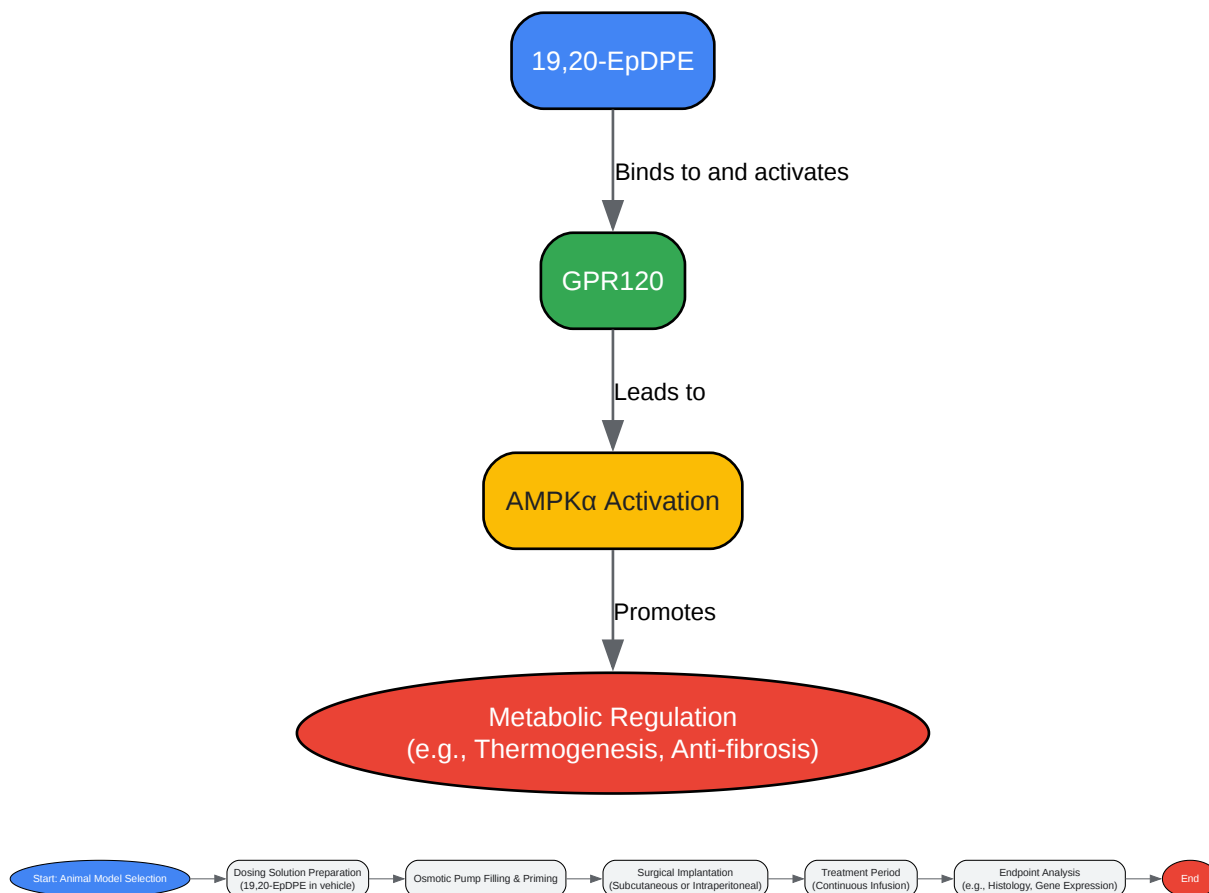 19,20-EpDPE
Binds to and activates
GPR120
Leads to
AMPKα Activation
Promotes
Metabolic Regulation
(e.g., Thermogenesis, Anti-fibrosis)
Start: Animal Model Selection
Dosing Solution Preparation
(19,20-EpDPE in vehicle)
Osmotic Pump Filling & Priming
Surgical Implantation
(Subcutaneous or Intraperitoneal)
Treatment Period
(Continuous Infusion)
Endpoint Analysis
(e.g., Histology, Gene Expression)
End